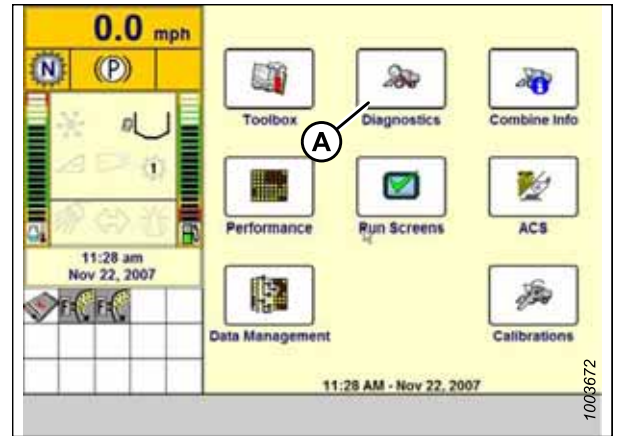 0.0 mph
N (P)
1
11:28 am
Nov 22, 2007
F F
Toolbox
Diagnostics
Combine Info
A
Performance
Run Screens
ACS
Data Management
Calibrations
11:28 AM - Nov 22, 2007
1003672